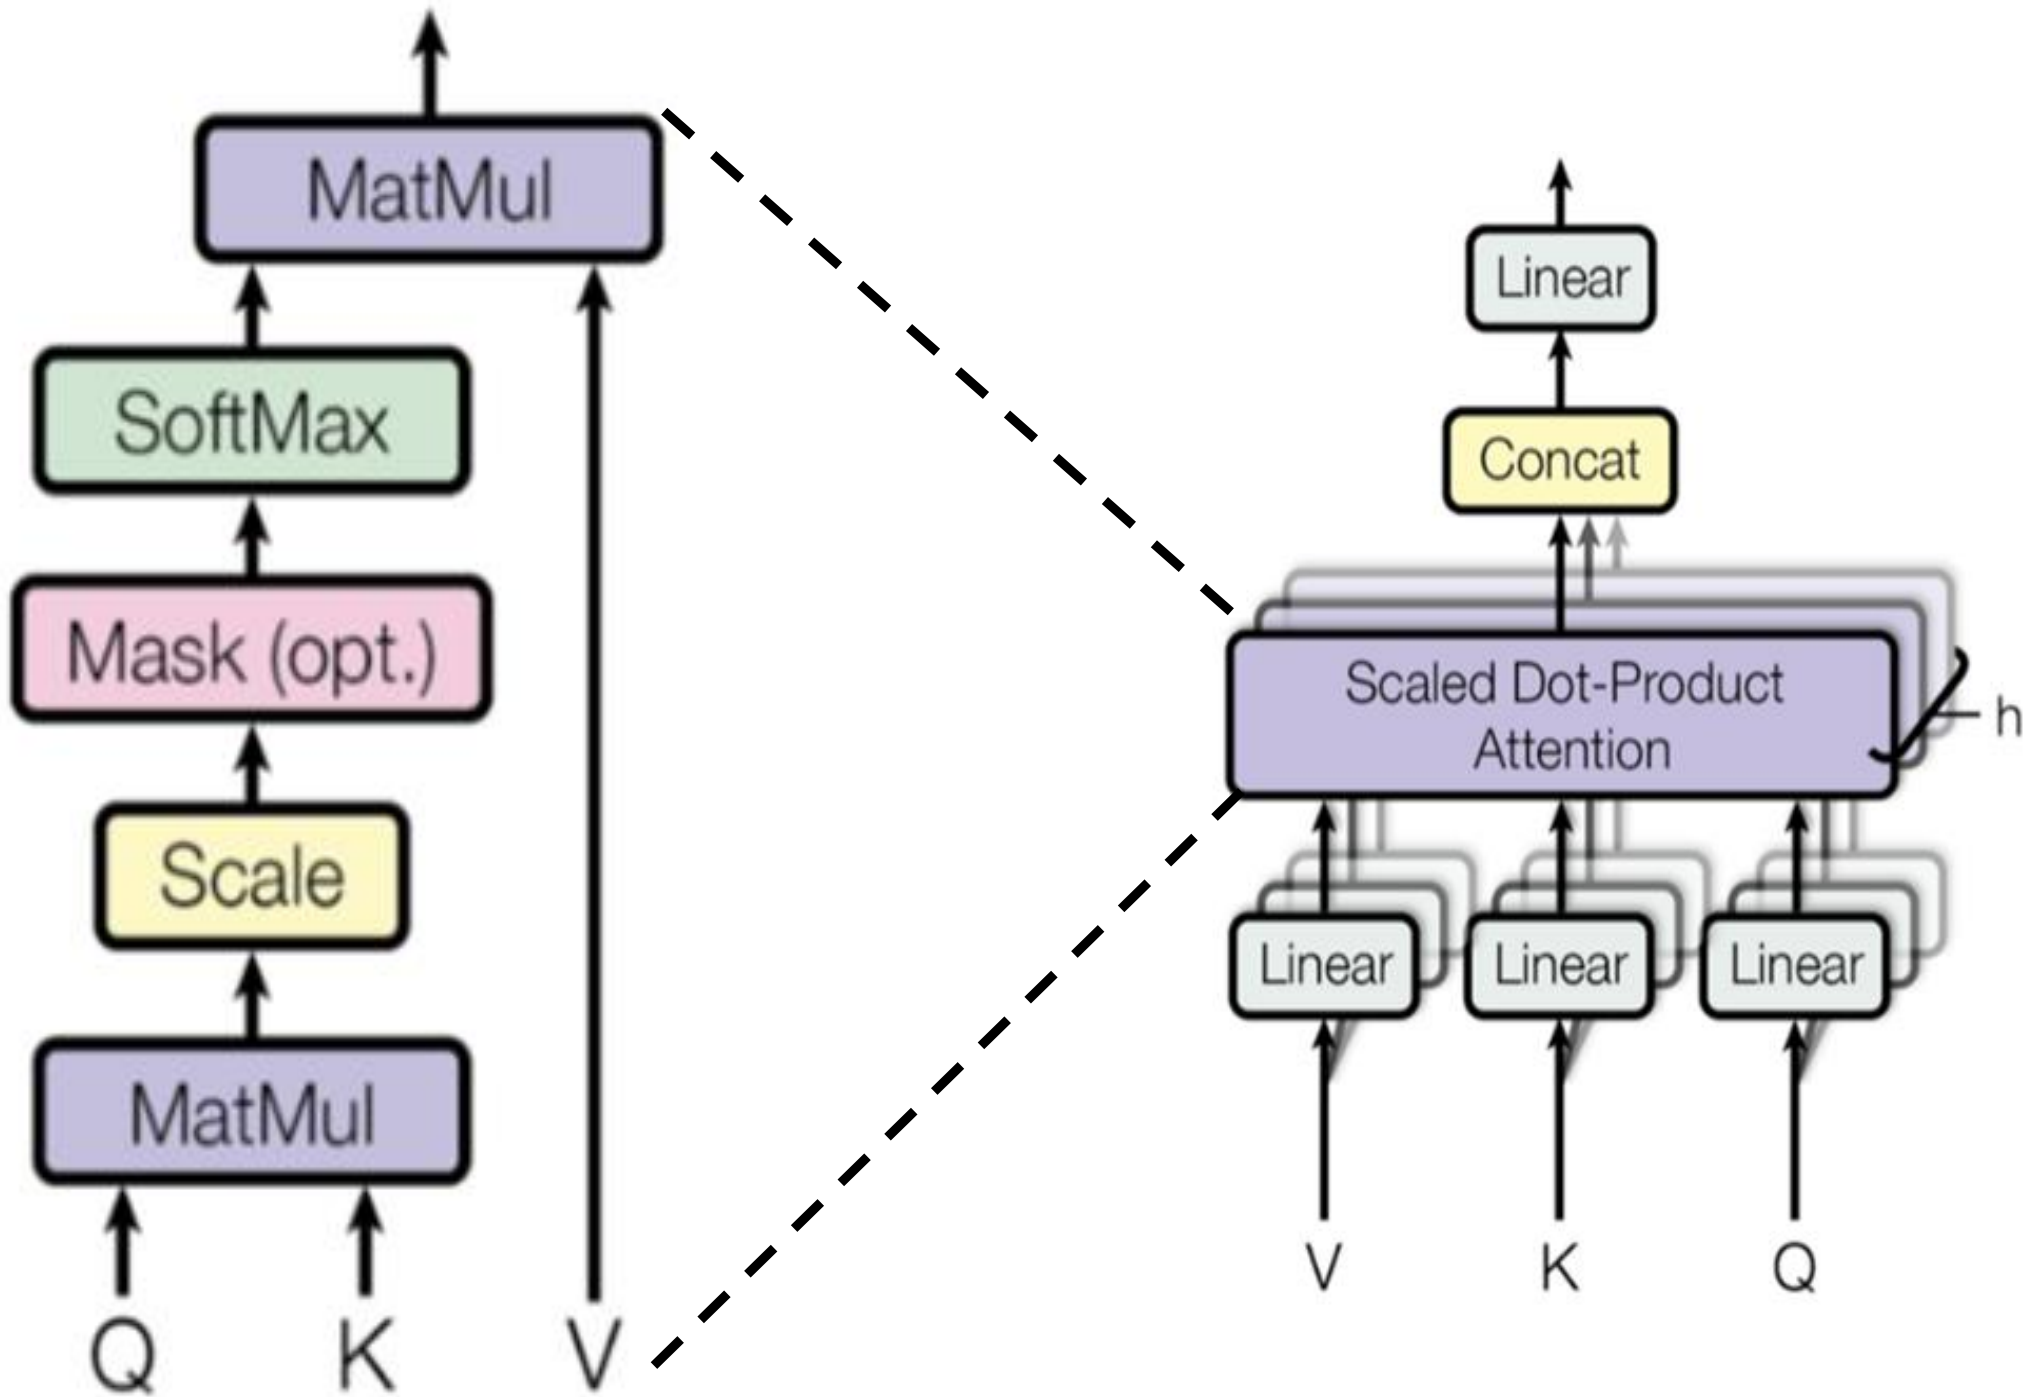 MatMul
SoftMax
Mask (opt.)
Scale
MatMul
Q K V
Linear
Concat
Scaled Dot-Product
Attention
h
Linear Linear Linear
V K Q